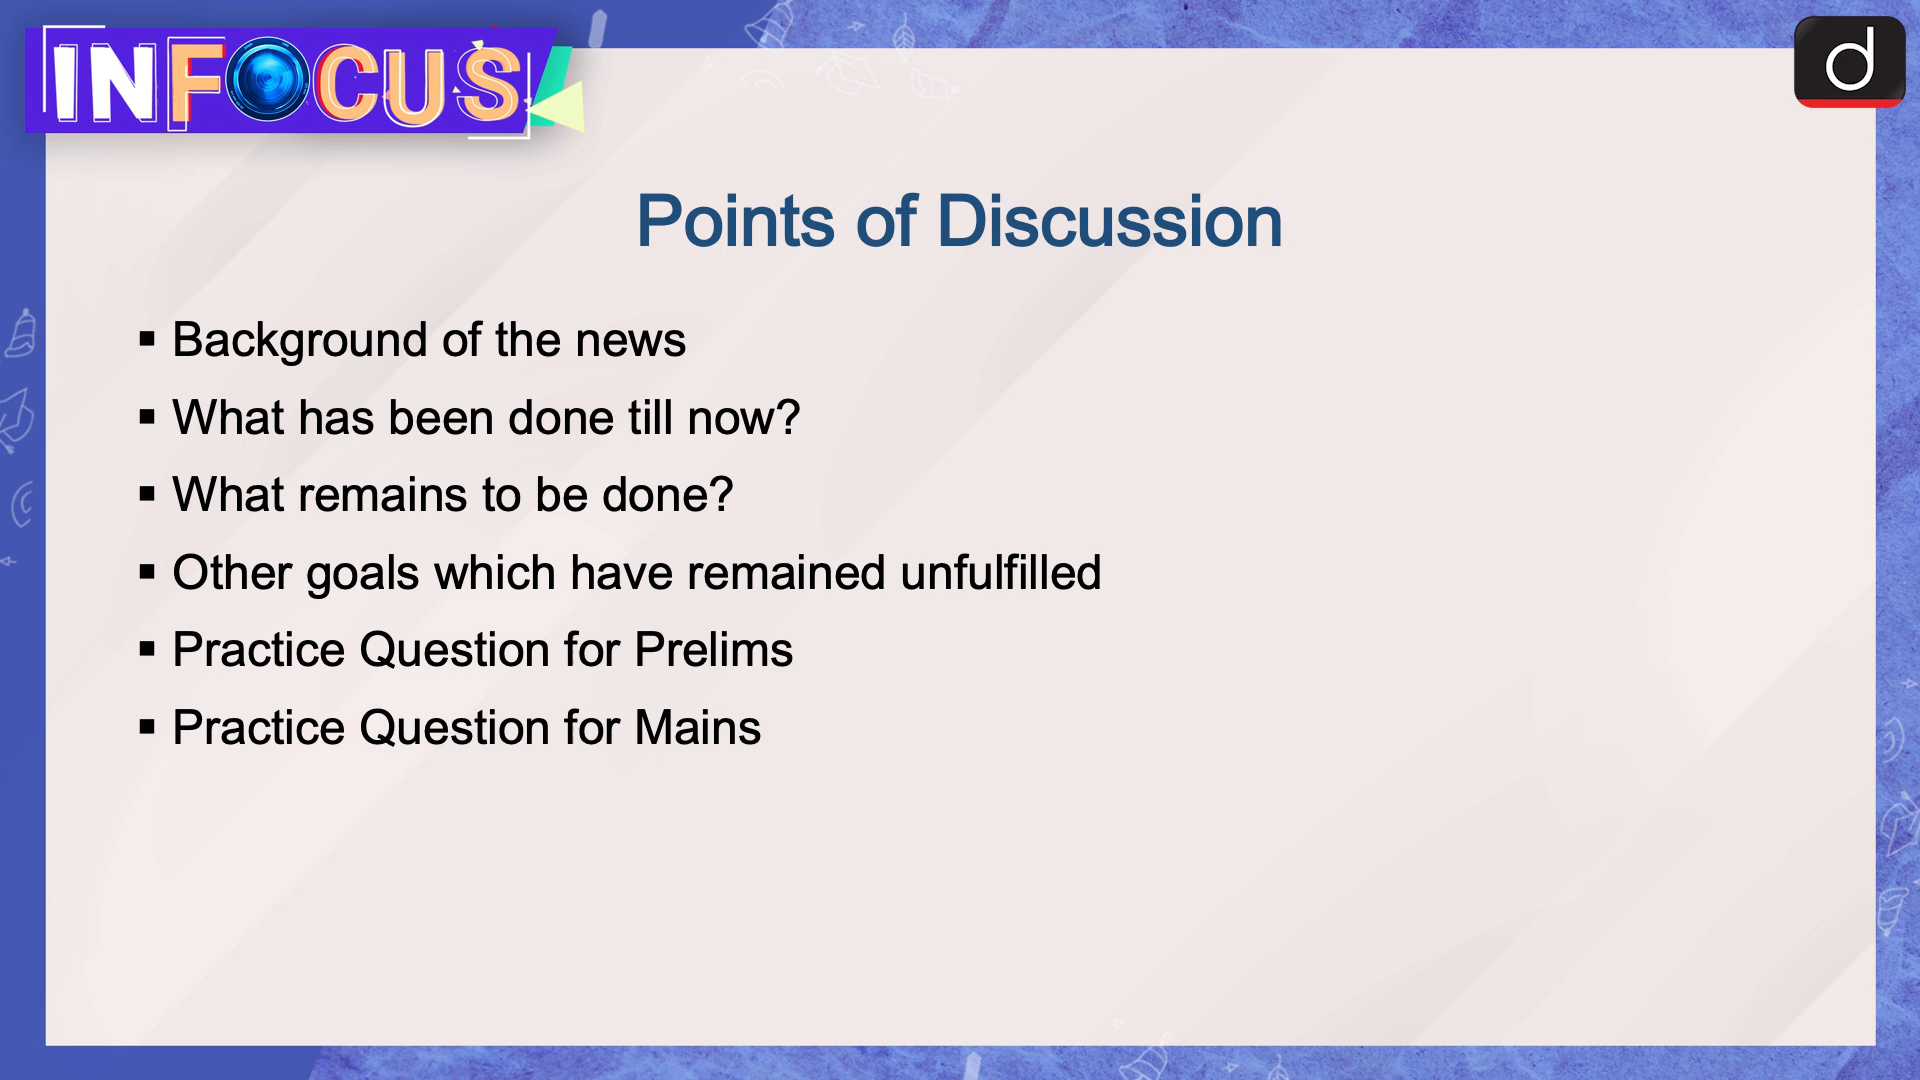 INFOCUS
d
Points of Discussion
▪ Background of the news
▪ What has been done till now?
▪ What remains to be done?
▪ Other goals which have remained unfulfilled
▪ Practice Question for Prelims
▪ Practice Question for Mains